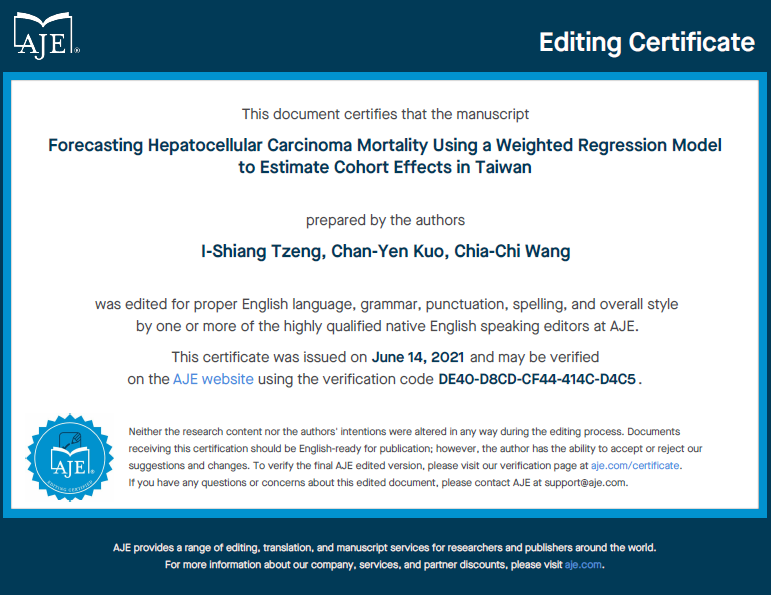 AJE®
Editing Certificate
This document certifies that the manuscript
Forecasting Hepatocellular Carcinoma Mortality Using a Weighted Regression Model
to Estimate Cohort Effects in Taiwan
prepared by the authors
I-Shiang Tzeng, Chan-Yen Kuo, Chia-Chi Wang
was edited for proper English language, grammar, punctuation, spelling, and overall style
by one or more of the highly qualified native English speaking editors at AJE.
This certificate was issued on June 14, 2021 and may be verified
on the AJE website using the verification code DE40-D8CD-CF44-414C-D4C5 .
Neither the research content nor the authors' intentions were altered in any way during the editing process. Documents
receiving this certification should be English-ready for publication; however, the author has the ability to accept or reject our
suggestions and changes. To verify the final AJE edited version, please visit our verification page at aje.com/certificate.
If you have any questions or concerns about this edited document, please contact AJE at support@aje.com.
AJE®
EDITING CERTIFIED
AJE provides a range of editing, translation, and manuscript services for researchers and publishers around the world.
For more information about our company, services, and partner discounts, please visit aje.com.